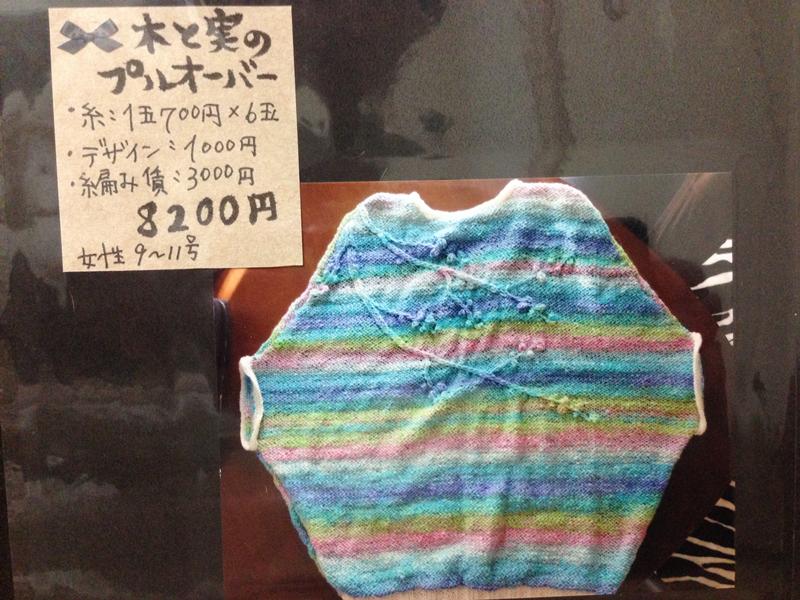 木と実の
プルオーバー
・糸：1玉700円×6玉
・デザイン：1000円
・編み賃：3000円
8200円
女性 9〜11号